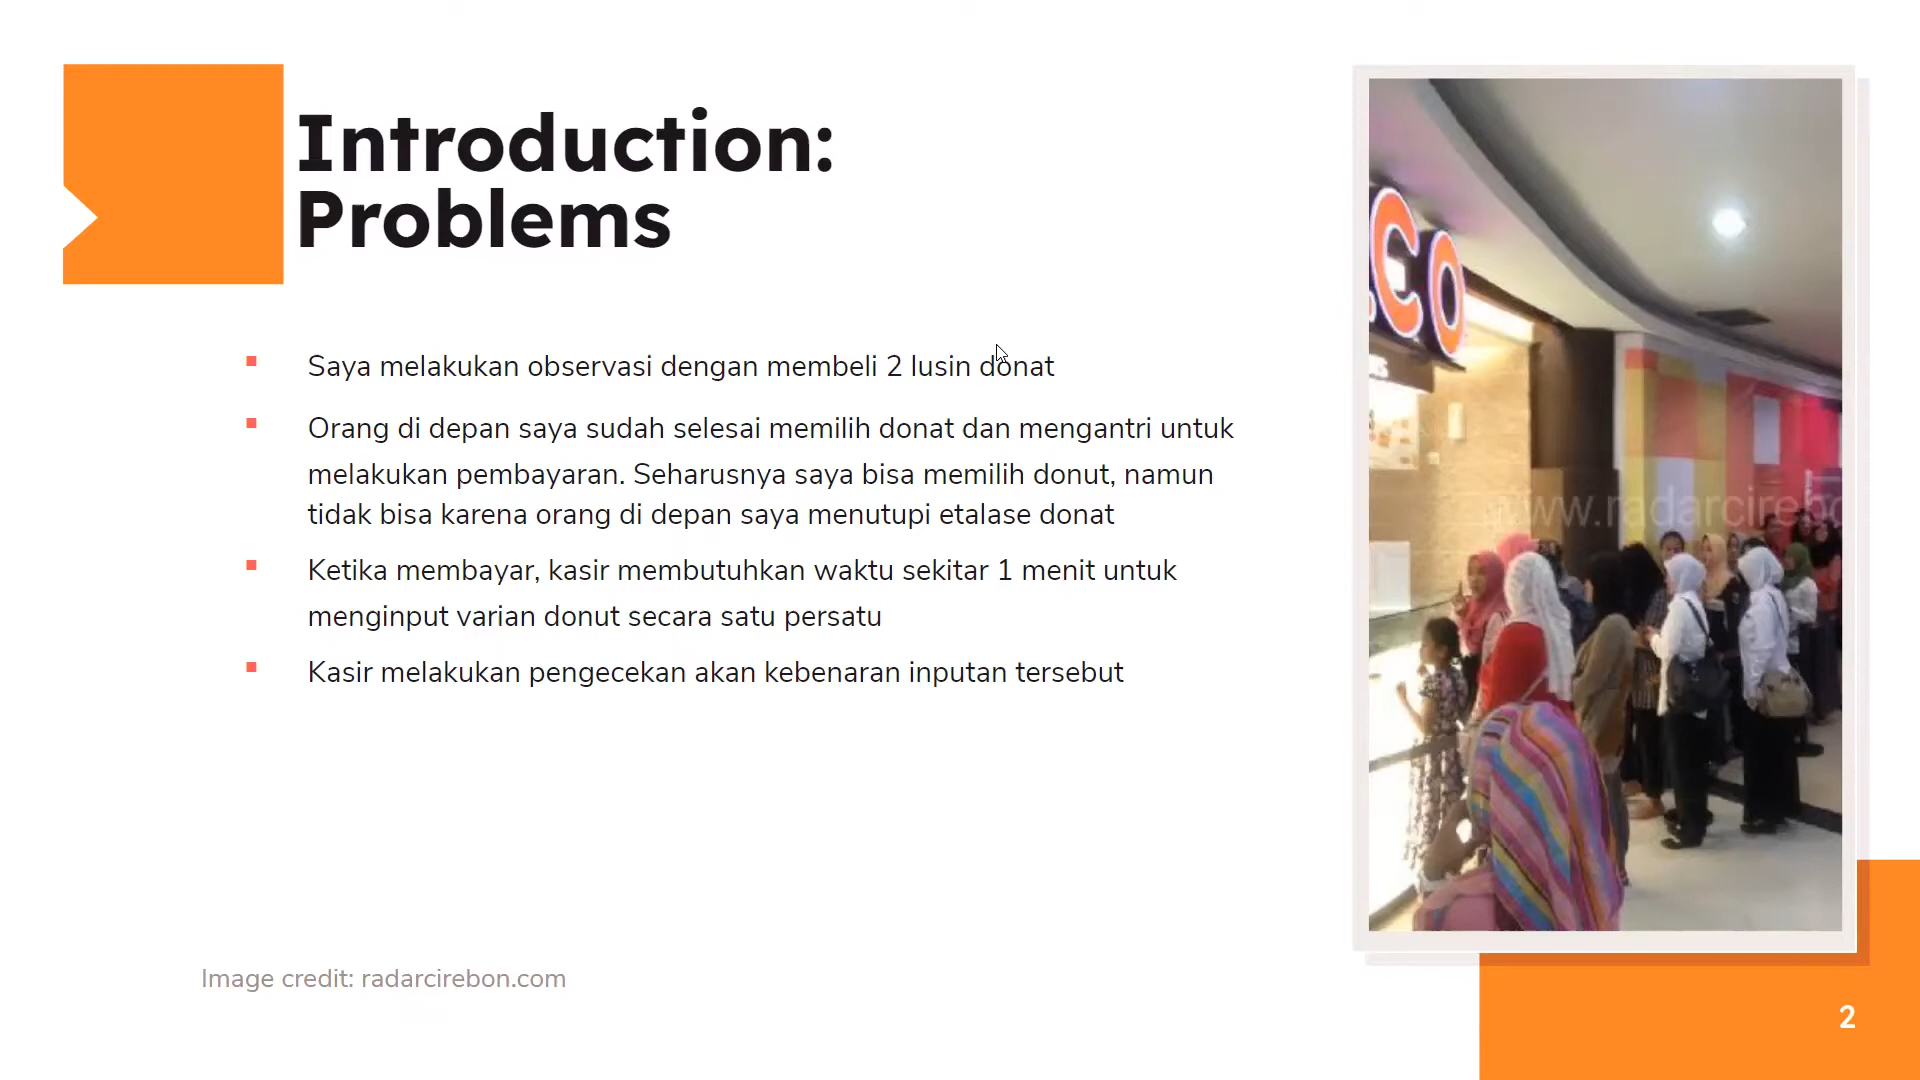 Introduction:
Problems
Saya melakukan observasi dengan membeli 2 lusin donat
Orang di depan saya sudah selesai memilih donat dan mengantri untuk
melakukan pembayaran. Seharusnya saya bisa memilih donut, namun
tidak bisa karena orang di depan saya menutupi etalase donat
Ketika membayar, kasir membutuhkan waktu sekitar 1 menit untuk
menginput varian donut secara satu persatu
Kasir melakukan pengecekan akan kebenaran inputan tersebut
CO
www.radarcirebo
Image credit: radarcirebon.com
2